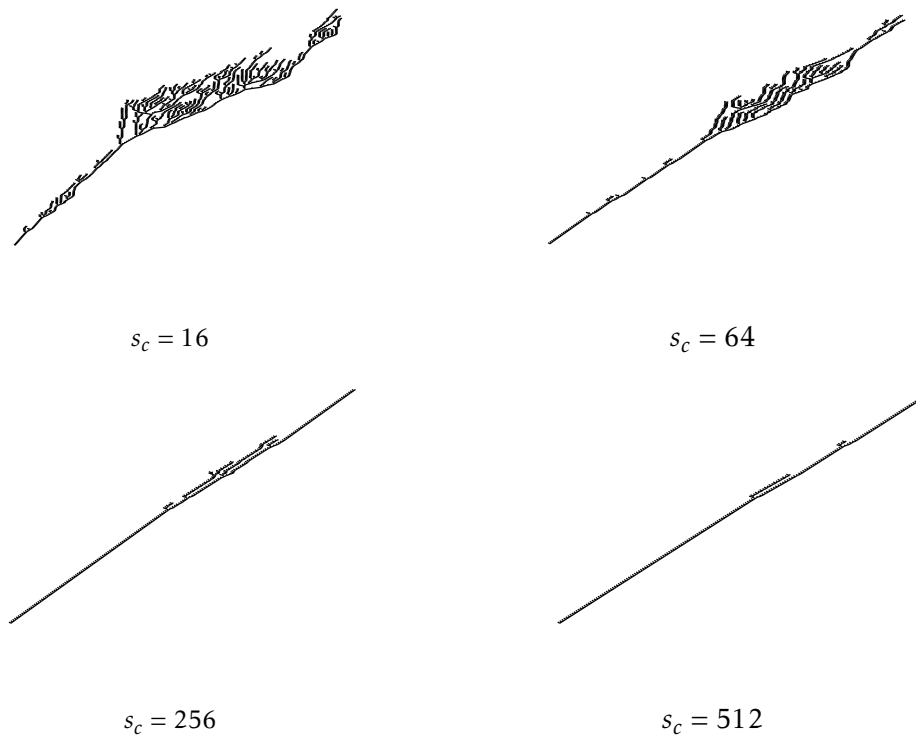 s_c = 16
s_c = 64
s_c = 256
s_c = 512